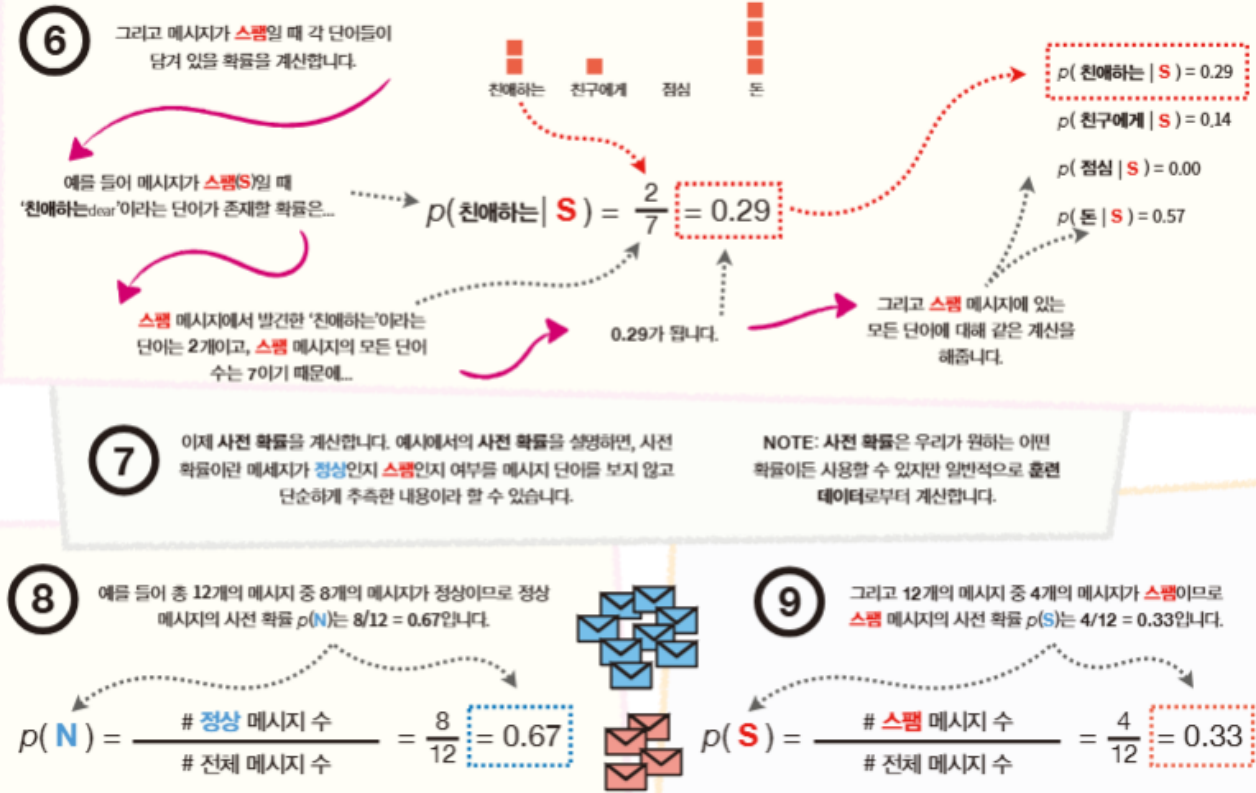 6
그리고 메시지가 스팸일 때 각 단어들이
담겨 있을 확률을 계산합니다.
친애하는 친구에게 점심 돈
p( 친애하는 | S ) = 0.29
p( 친구에게 | S ) = 0.14
p( 점심 | S ) = 0.00
p( 돈 | S ) = 0.57
예를 들어 메시지가 스팸(S)일 때
'친애하는dear'이라는 단어가 존재할 확률은...
p(친애하는| S ) = 2/7 = 0.29
스팸 메시지에서 발견한 '친애하는'이라는
단어는 2개이고, 스팸 메시지의 모든 단어
수는 7이기 때문에...
0.29가 됩니다.
그리고 스팸 메시지에 있는
모든 단어에 대해 같은 계산을
해줍니다.
7
이제 사전 확률을 계산합니다. 예시에서의 사전 확률을 설명하면, 사전
확률이란 메세지가 정상인지 스팸인지 여부를 메시지 단어를 보지 않고
단순하게 추측한 내용이라 할 수 있습니다.
NOTE: 사전 확률은 우리가 원하는 어떤
확률이든 사용할 수 있지만 일반적으로 훈련
데이터로부터 계산합니다.
8
예를 들어 총 12개의 메시지 중 8개의 메시지가 정상이므로 정상
메시지의 사전 확률 p(N)는 8/12 = 0.67입니다.
p( N ) = # 정상 메시지 수 / # 전체 메시지 수 = 8/12 = 0.67
9
그리고 12개의 메시지 중 4개의 메시지가 스팸이므로
스팸 메시지의 사전 확률 p(S)는 4/12 = 0.33입니다.
p( S ) = # 스팸 메시지 수 / # 전체 메시지 수 = 4/12 = 0.33